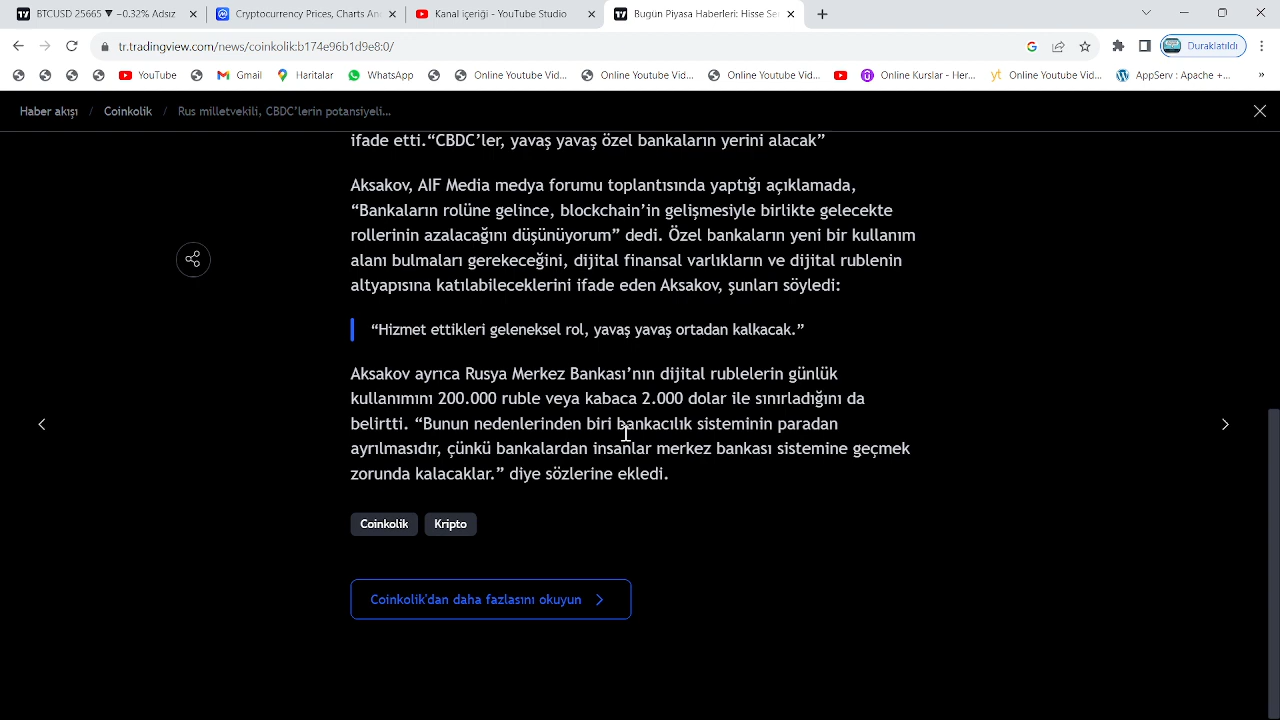 BTCUSD 25665 ▼ −0.32% Adsız
Cryptocurrency Prices, Charts An
Kanal içeriği - YouTube Studio
Bugün Piyasa Haberleri: Hisse Se
tr.tradingview.com/news/coinkolik:b174e96b1d9e8:0/
Duraklatıldı
YouTube
Gmail
Haritalar
WhatsApp
Online Youtube Vid...
Online Youtube Vid...
Online Youtube Vid...
Online Kurslar - Her...
yt Online Youtube Vid...
AppServ : Apache +...
»
Haber akışı / Coinkolik / Rus milletvekili, CBDC’lerin potansiyeli...
ifade etti.“CBDC’ler, yavaş yavaş özel bankaların yerini alacak”
Aksakov, AIF Media medya forumu toplantısında yaptığı açıklamada,
“Bankaların rolüne gelince, blockchain’in gelişmesiyle birlikte gelecekte
rollerinin azalacağını düşünüyorum” dedi. Özel bankaların yeni bir kullanım
alanı bulmaları gerekeceğini, dijital finansal varlıkların ve dijital rublenin
altyapısına katılabileceklerini ifade eden Aksakov, şunları söyledi:
“Hizmet ettikleri geleneksel rol, yavaş yavaş ortadan kalkacak.”
Aksakov ayrıca Rusya Merkez Bankası’nın dijital rublelerin günlük
kullanımını 200.000 ruble veya kabaca 2.000 dolar ile sınırladığını da
belirtti. “Bunun nedenlerinden biri bankacılık sisteminin paradan
ayrılmasıdır, çünkü bankalardan insanlar merkez bankası sistemine geçmek
zorunda kalacaklar.” diye sözlerine ekledi.
Coinkolik
Kripto
Coinkolik'dan daha fazlasını okuyun